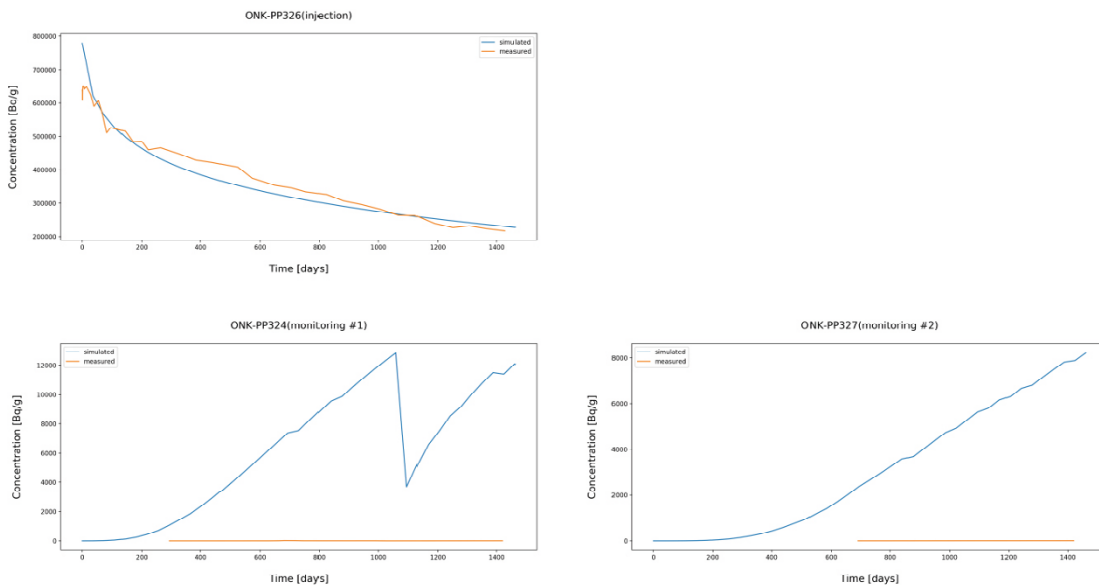 ONK-PP326(injection)
800000
700000
600000
500000
400000
300000
200000
Concentration [Bc/g]
0
200
400
600
800
1000
1200
1400
Time [days]
simulated
measured
ONK-PP324(monitoring #1)
12000
10000
8000
6000
4000
2000
0
Concentration [Bq/g]
0
200
400
600
800
1000
1200
1400
Time [days]
simulated
measured
ONK-PP327(monitoring #2)
8000
6000
4000
2000
0
Concentration [Bq/g]
0
200
400
600
800
1000
1200
1400
Time [days]
simulated
measured